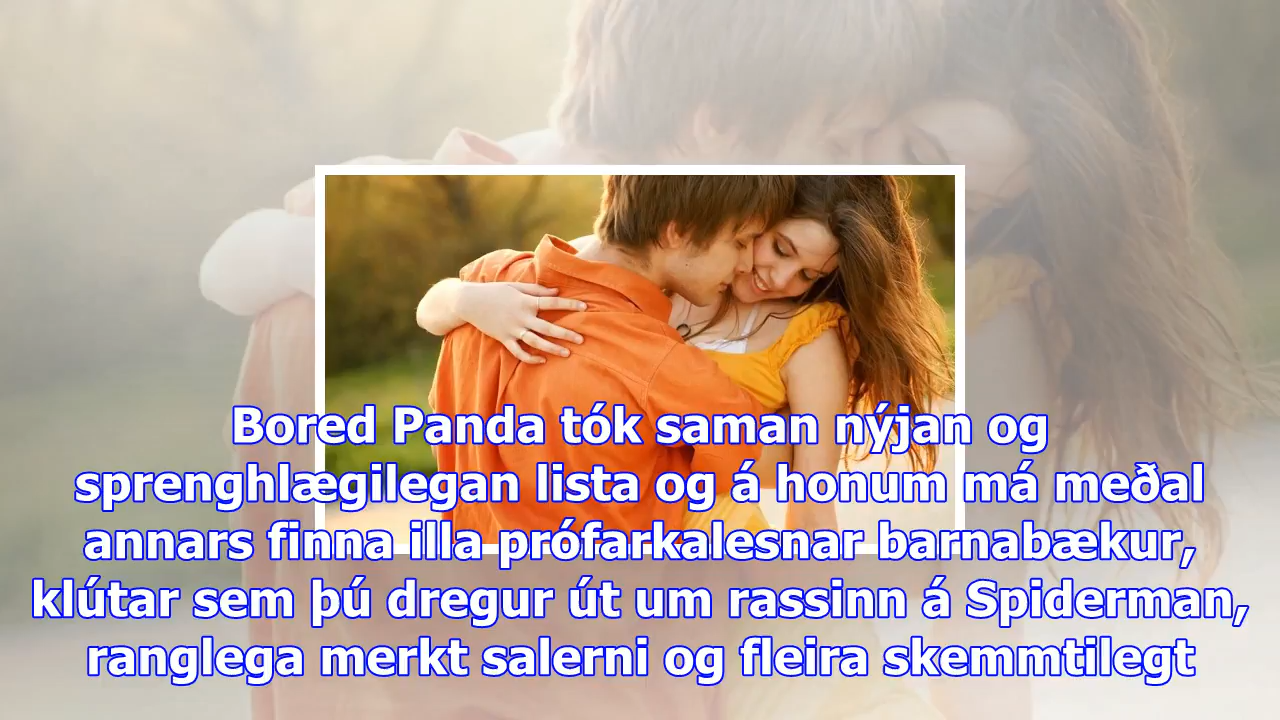 Bored Panda tók saman nýjan og
sprenghlægilegan lista og á honum má meðal
annars finna illa prófarkalesnar barnabækur,
klútar sem þú dregur út um rassinn á Spiderman,
ranglega merkt salerni og fleira skemmtilegt